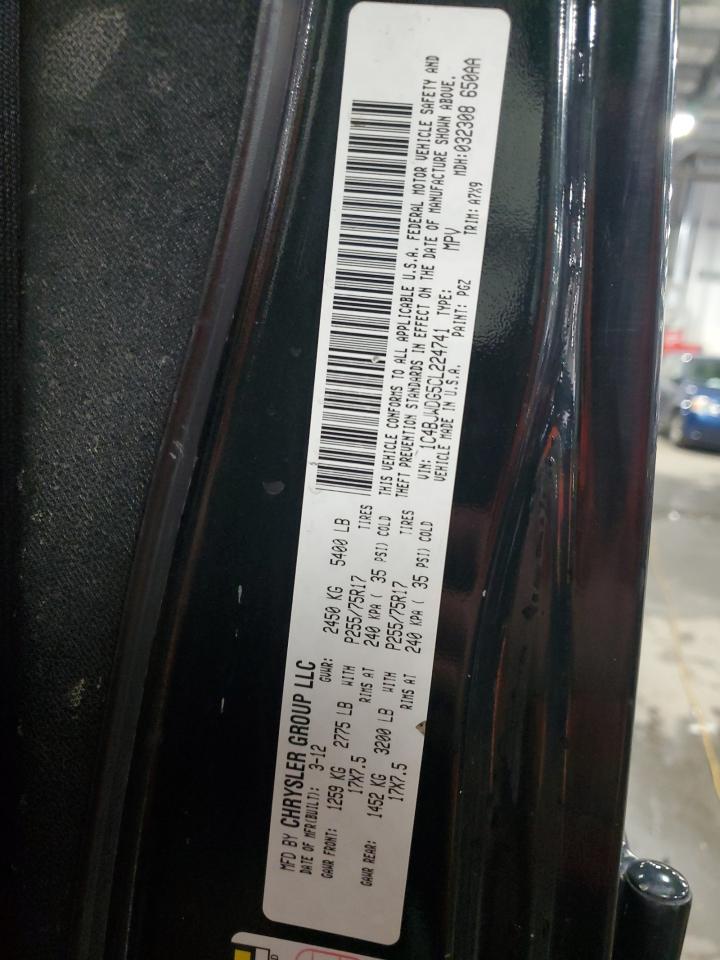 MFD BY CHRYSLER GROUP LLC
DATE OF MFR(BUILT): 3-12 GVWR: 2450 KG 5400 LB
GAWR FRONT: 1259 KG 2775 LB WITH P255/75R17 TIRES
17X7.5 RIMS AT 240 KPA ( 35 PSI) COLD
GAWR REAR: 1452 KG 3200 LB WITH P255/75R17 TIRES
17X7.5 RIMS AT 240 KPA ( 35 PSI) COLD
THIS VEHICLE CONFORMS TO ALL APPLICABLE U.S.A. FEDERAL MOTOR VEHICLE SAFETY AND
THEFT PREVENTION STANDARDS IN EFFECT ON THE DATE OF MANUFACTURE SHOWN ABOVE.
VIN: 1C4BJWDG5CL224741 TYPE: MPV MDH:032308 650AA
VEHICLE MADE IN U.S.A. PAINT: PGZ TRIM: A7X9